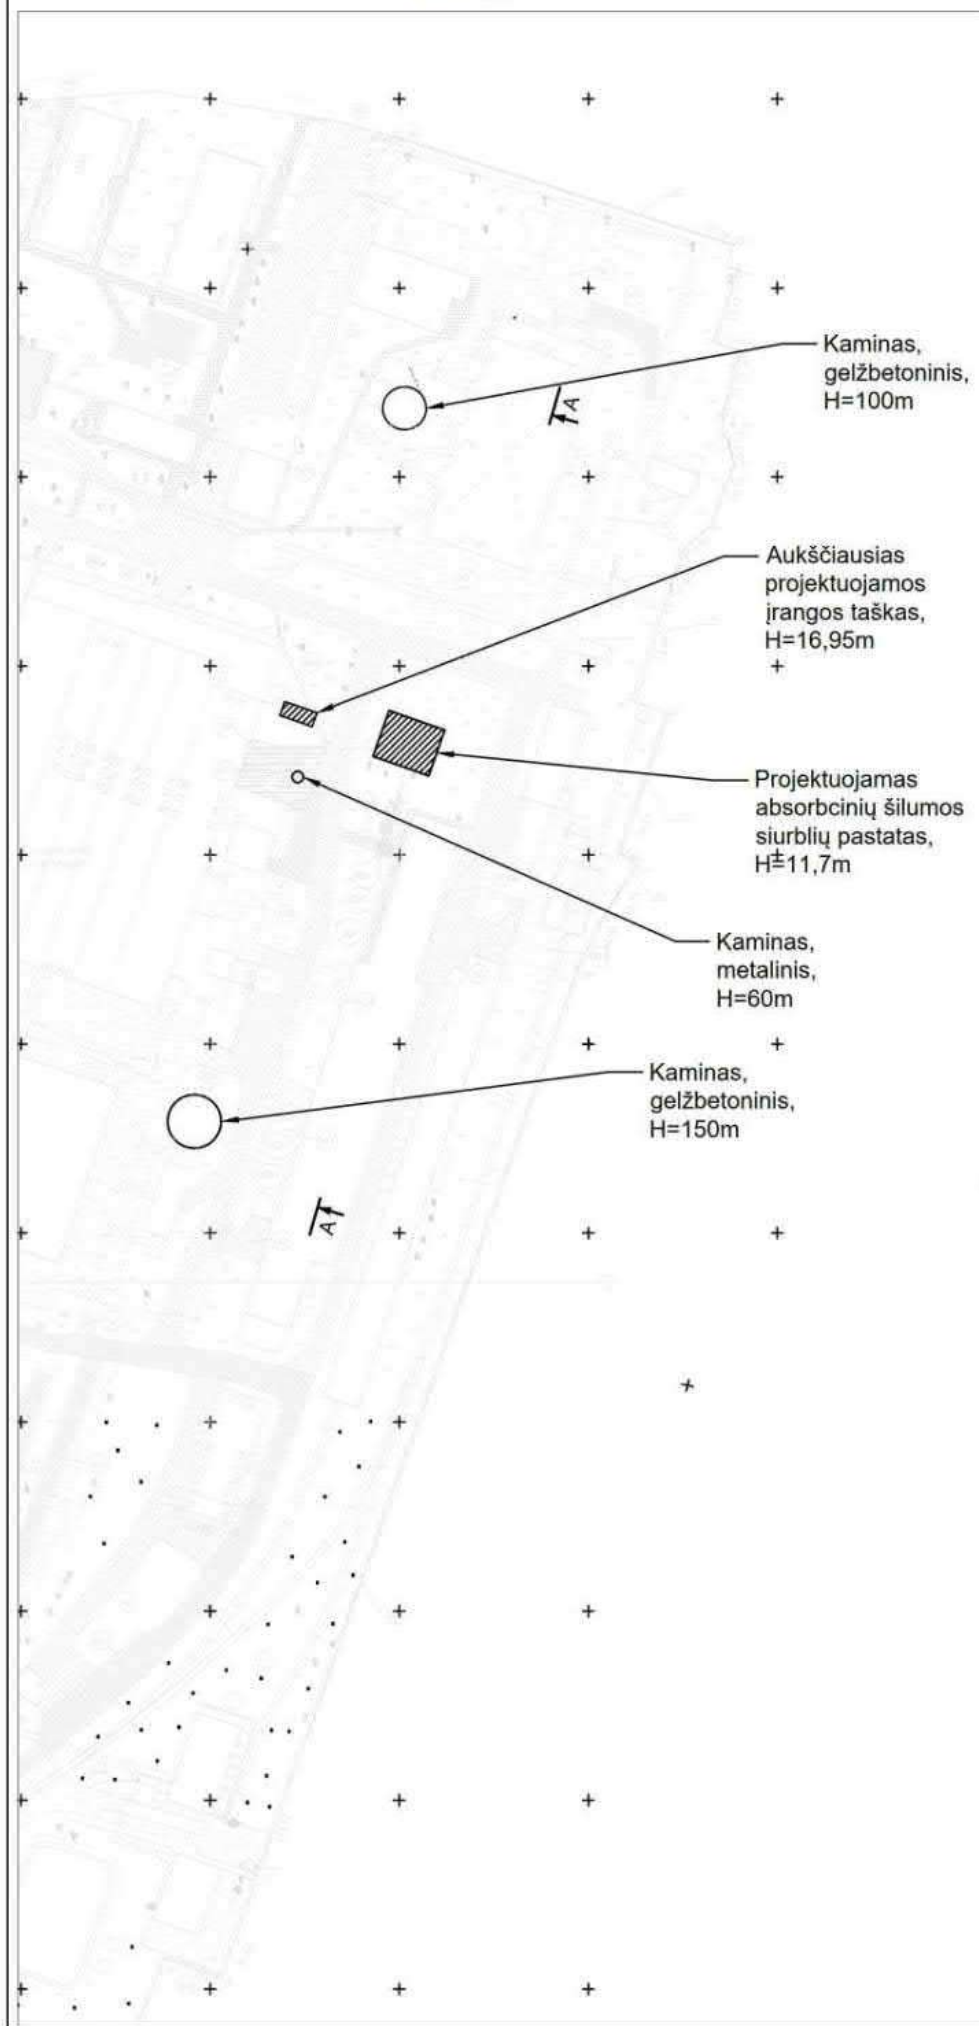 Kaminas,
gelžbetoninis,
H=100m
A
Aukščiausias
projektuojamos
įrangos taškas,
H=16,95m
Projektuojamas
absorbcinių šilumos
siurblių pastatas,
H±11,7m
Kaminas,
metalinis,
H=60m
Kaminas,
gelžbetoninis,
H=150m
A